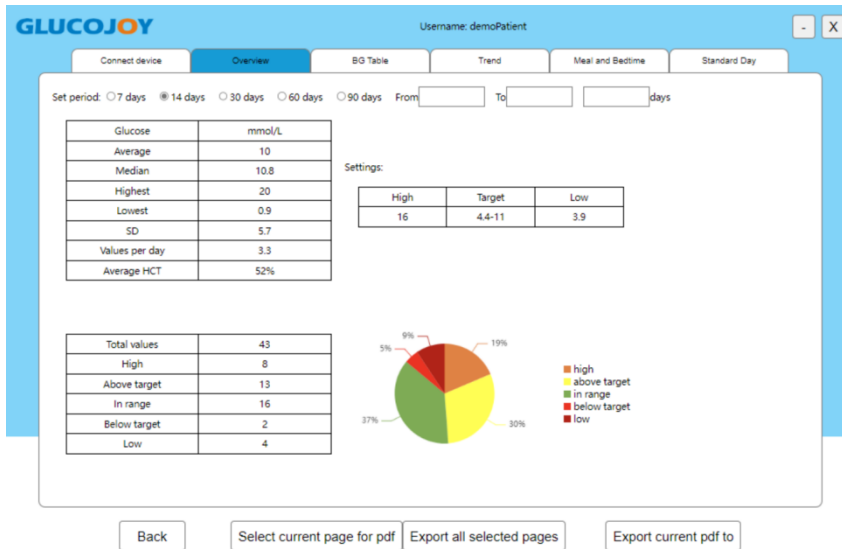 GLUCOJOY
Username: demoPatient
- X
Connect device Overview BG Table Trend Meal and Bedtime Standard Day
Set period: 7 days 14 days 30 days 60 days 90 days From To days
Glucose mmol/L
Average 10
Median 10.8
Highest 20
Lowest 0.9
SD 5.7
Values per day 3.3
Average HCT 52%
Settings:
High Target Low
16 4.4-11 3.9
Total values 43
High 8
Above target 13
In range 16
Below target 2
Low 4
9%
19%
5%
37%
30%
high
above target
in range
below target
low
Back Select current page for pdf Export all selected pages Export current pdf to